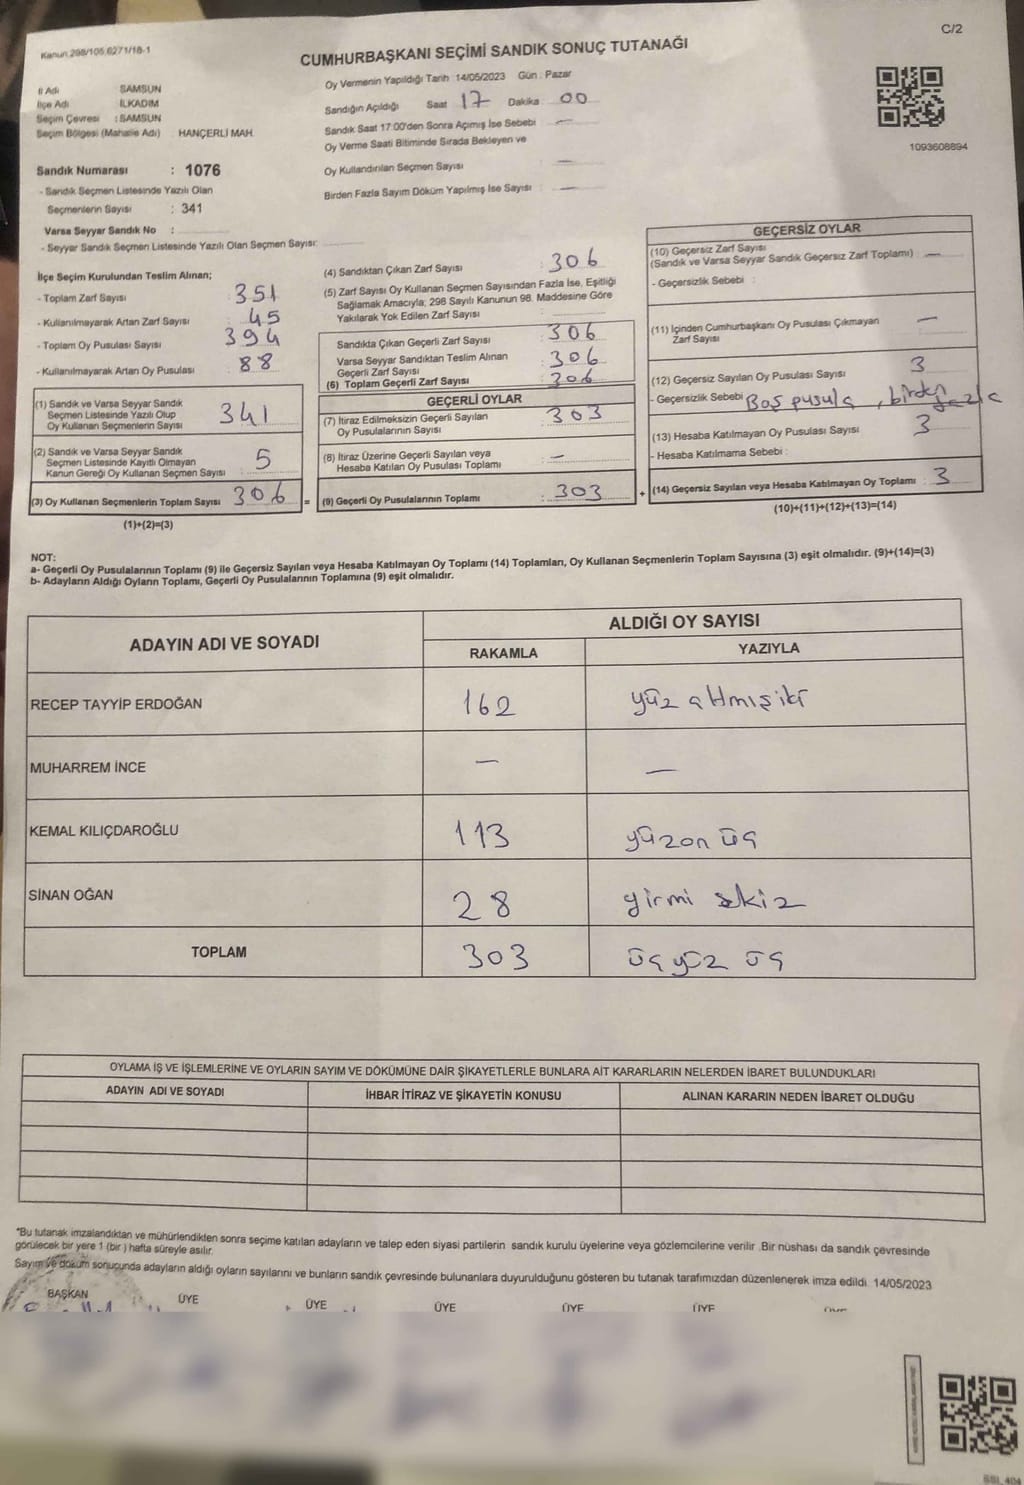 Kanun 298/105,6271/18-1
C/2
CUMHURBAŞKANI SEÇİMİ SANDIK SONUÇ TUTANAĞI
Oy Vermenin Yapıldığı Tarih 14/05/2023 Gün : Pazar
İl Adı SAMSUN
İlçe Adı İLKADIM
Seçim Çevresi : SAMSUN
Seçim Bölgesi (Mahalle Adı) : HANÇERLİ MAH.
Sandığın Açıldığı Saat 17 Dakika 00
Sandık Saat 17:00'den Sonra Açımış İse Sebebi : —
Oy Verme Saati Bitiminde Sırada Bekleyen ve
Oy Kullandırılan Seçmen Sayısı : —
Birden Fazla Sayım Döküm Yapılmış İse Sayısı : —
1093608894
Sandık Numarası : 1076
- Sandık Seçmen Listesinde Yazılı Olan
Seçmenlerin Sayısı : 341
Varsa Seyyar Sandık No :
- Seyyar Sandık Seçmen Listesinde Yazılı Olan Seçmen Sayısı:
İlçe Seçim Kurulundan Teslim Alınan;
- Toplam Zarf Sayısı : 351
- Kullanılmayarak Artan Zarf Sayısı : 45
- Toplam Oy Pusulası Sayısı : 394
- Kullanılmayarak Artan Oy Pusulası : 88
(1) Sandık ve Varsa Seyyar Sandık
Seçmen Listesinde Yazılı Olup
Oy Kullanan Seçmenlerin Sayısı : 341
(2) Sandık ve Varsa Seyyar Sandık
Seçmen Listesinde Kayıtlı Olmayan
Kanun Gereği Oy Kullanan Seçmen Sayısı : 5
(3) Oy Kullanan Seçmenlerin Toplam Sayısı : 306 =
(1)+(2)=(3)
(4) Sandıktan Çıkan Zarf Sayısı : 306
(5) Zarf Sayısı Oy Kullanan Seçmen Sayısından Fazla İse, Eşitliği
Sağlamak Amacıyla; 298 Sayılı Kanunun 98. Maddesine Göre
Yakılarak Yok Edilen Zarf Sayısı :
Sandıkta Çıkan Geçerli Zarf Sayısı : 306
Varsa Seyyar Sandıktan Teslim Alınan
Geçerli Zarf Sayısı : 306
(6) Toplam Geçerli Zarf Sayısı : 306
GEÇERLİ OYLAR
(7) İtiraz Edilmeksizin Geçerli Sayılan
Oy Pusulalarının Sayısı : 303
(8) İtiraz Üzerine Geçerli Sayılan veya
Hesaba Katılan Oy Pusulası Toplamı : —
(9) Geçerli Oy Pusulalarının Toplamı : 303 +
GEÇERSİZ OYLAR
(10) Geçersiz Zarf Sayısı
(Sandık ve Varsa Seyyar Sandık Geçersiz Zarf Toplamı) : —
- Geçersizlik Sebebi :
(11) İçinden Cumhurbaşkanı Oy Pusulası Çıkmayan
Zarf Sayısı : —
(12) Geçersiz Sayılan Oy Pusulası Sayısı : 3
- Geçersizlik Sebebi Boş pusula , birden fazla
(13) Hesaba Katılmayan Oy Pusulası Sayısı : 3
- Hesaba Katılmama Sebebi :
(14) Geçersiz Sayılan veya Hesaba Katılmayan Oy Toplamı : 3
(10)+(11)+(12)+(13)=(14)
NOT:
a- Geçerli Oy Pusulalarının Toplamı (9) ile Geçersiz Sayılan veya Hesaba Katılmayan Oy Toplamı (14) Toplamları, Oy Kullanan Seçmenlerin Toplam Sayısına (3) eşit olmalıdır. (9)+(14)=(3)
b- Adayların Aldığı Oyların Toplamı, Geçerli Oy Pusulalarının Toplamına (9) eşit olmalıdır.
ADAYIN ADI VE SOYADI ALDIĞI OY SAYISI
RAKAMLA YAZIYLA
RECEP TAYYİP ERDOĞAN 162 yüz altmışiki
MUHARREM İNCE — —
KEMAL KILIÇDAROĞLU 113 yüzon üç
SİNAN OĞAN 28 yirmi sekiz
TOPLAM 303 üçyüz üç
OYLAMA İŞ VE İŞLEMLERİNE VE OYLARIN SAYIM VE DÖKÜMÜNE DAİR ŞİKAYETLERLE BUNLARA AİT KARARLARIN NELERDEN İBARET BULUNDUKLARI
ADAYIN ADI VE SOYADI İHBAR İTİRAZ VE ŞİKAYETİN KONUSU ALINAN KARARIN NEDEN İBARET OLDUĞU
*Bu tutanak imzalandıktan ve mühürlendikten sonra seçime katılan adayların ve talep eden siyasi partilerin sandık kurulu üyelerine veya gözlemcilerine verilir .Bir nüshası da sandık çevresinde
görülecek bir yere 1 (bir ) hafta süreyle asılır.
Sayım ve döküm sonucunda adayların aldığı oyların sayılarını ve bunların sandık çevresinde bulunanlara duyurulduğunu gösteren bu tutanak tarafımızdan düzenlenerek imza edildi. 14/05/2023
BAŞKAN ÜYE ÜYE ÜYE ÜYE ÜYE